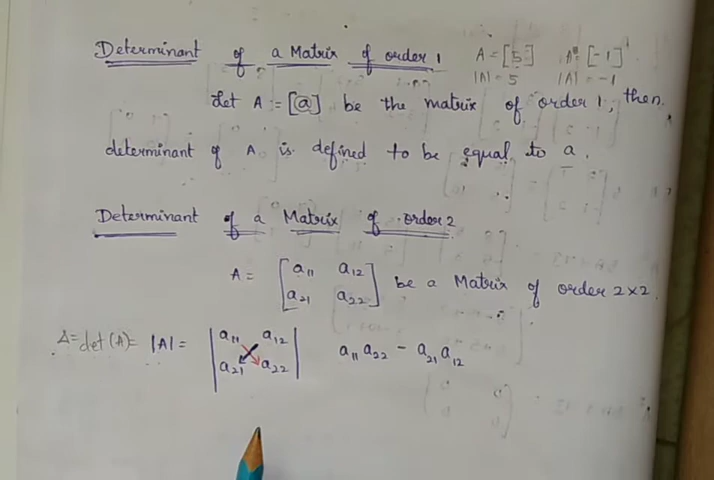 Determinant of a Matrix of order 1 A = [5] A = [-1]
|A| = 5 |A| = -1
Let A = [a] be the matrix of order 1, then
determinant of A is defined to be equal to a.
Determinant of a Matrix of order 2
A = [a₁₁ a₁₂
a₂₁ a₂₂] be a Matrix of order 2×2.
Δ = det (A) = |A| = |a₁₁ a₁₂
a₂₁ a₂₂| a₁₁ a₂₂ - a₂₁ a₁₂